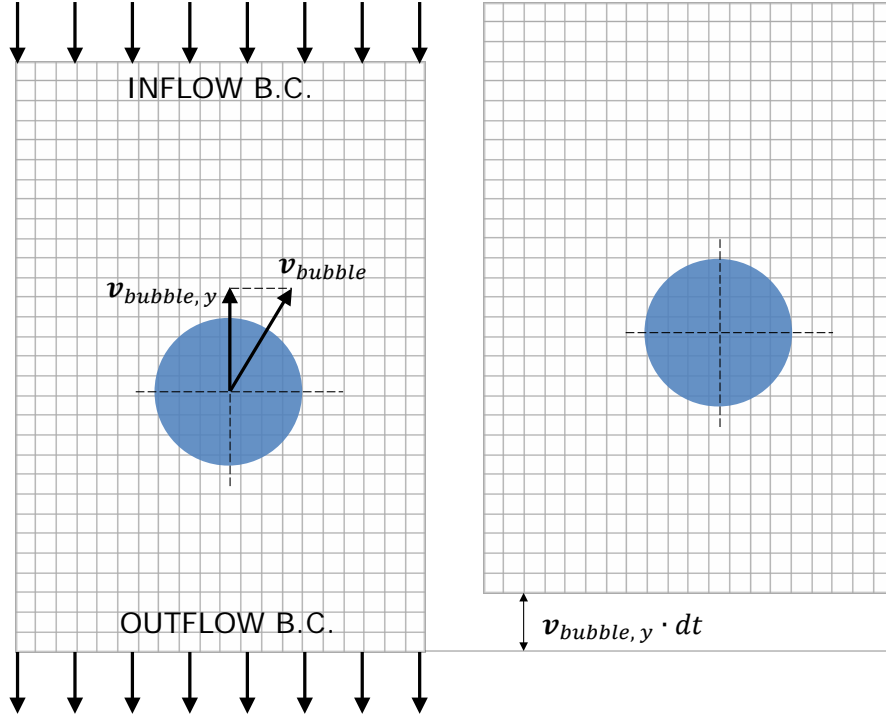 INFLOW B.C.
v_bubble
v_bubble, y
OUTFLOW B.C.
v_bubble, y · dt